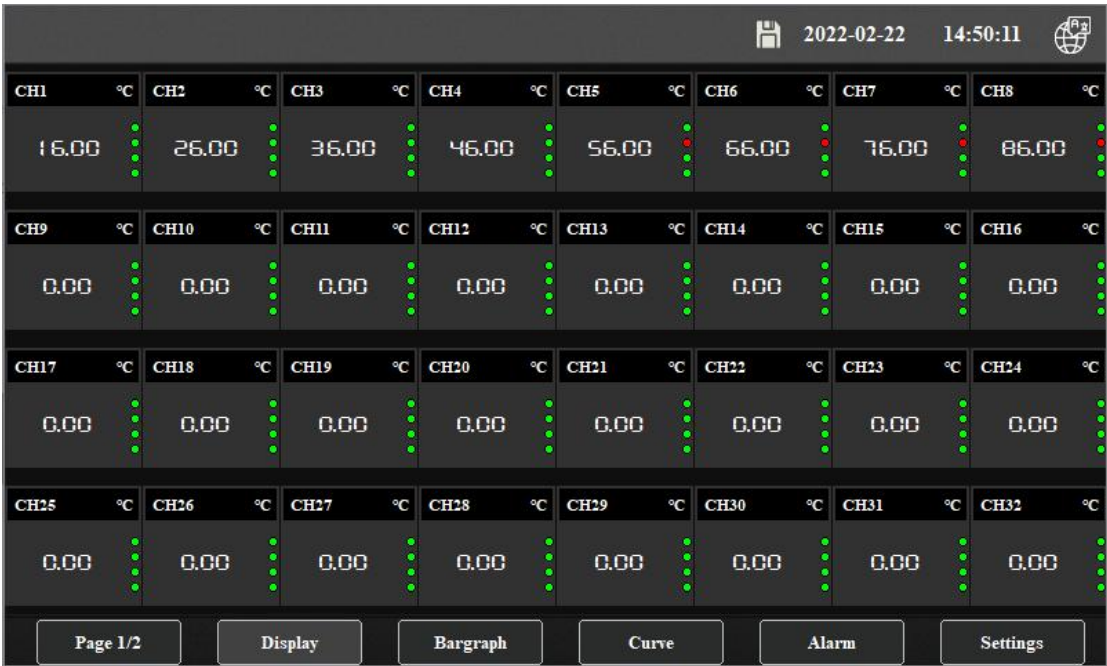 2022-02-22 14:50:11
CH1 °C CH2 °C CH3 °C CH4 °C CH5 °C CH6 °C CH7 °C CH8 °C
16.00 26.00 36.00 46.00 56.00 66.00 76.00 86.00
CH9 °C CH10 °C CH11 °C CH12 °C CH13 °C CH14 °C CH15 °C CH16 °C
0.00 0.00 0.00 0.00 0.00 0.00 0.00 0.00
CH17 °C CH18 °C CH19 °C CH20 °C CH21 °C CH22 °C CH23 °C CH24 °C
0.00 0.00 0.00 0.00 0.00 0.00 0.00 0.00
CH25 °C CH26 °C CH27 °C CH28 °C CH29 °C CH30 °C CH31 °C CH32 °C
0.00 0.00 0.00 0.00 0.00 0.00 0.00 0.00
Page 1/2 Display Bargraph Curve Alarm Settings